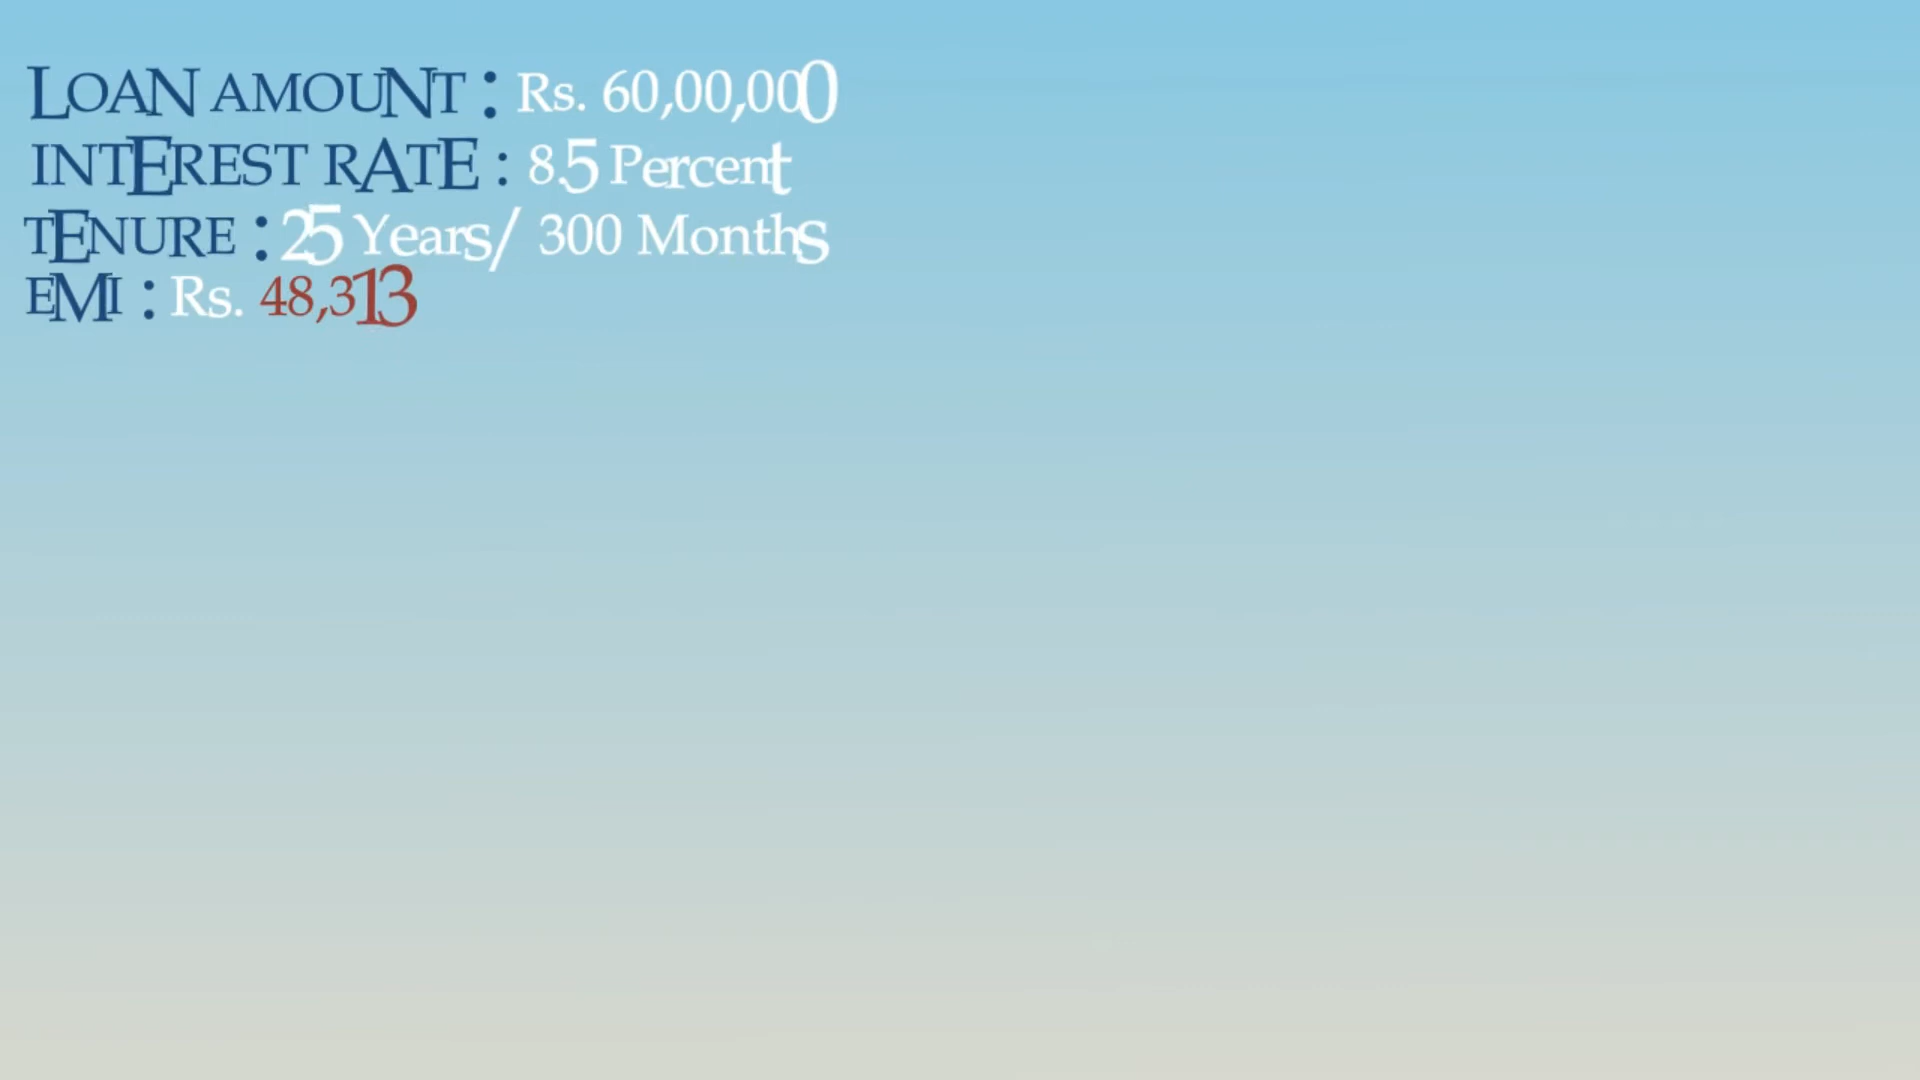 LOAN AMOUNT : Rs. 60,00,000
INTEREST RATE : 8.5 Percent
TENURE : 25 Years/ 300 Months
EMI : Rs. 48,313